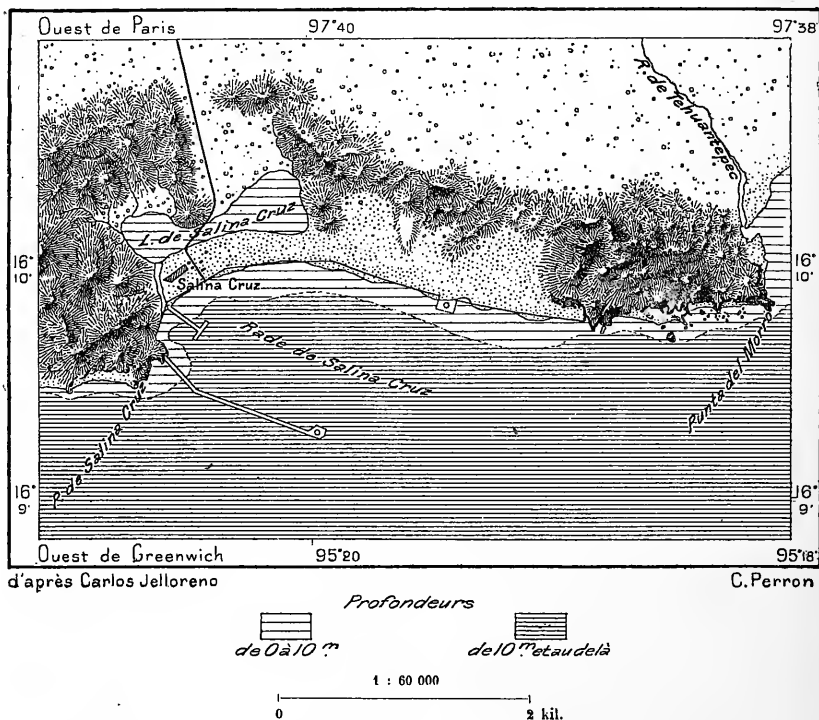 Ouest de Paris 97°40 97°38'
R. de Tehuantepec
L. de Salina Cruz
16° 16°
10' 10'
Salina Cruz
Rade de Salina Cruz
Punta del Morro
P. de Salina Cruz
16° 16°
9' 9'
Ouest de Greenwich 95°20 95°18'
d'après Carlos Jelloreno C. Perron
Profondeurs
de 0 à 10 m. de 10 m. et au delà
1 : 60 000
0 2 kil.